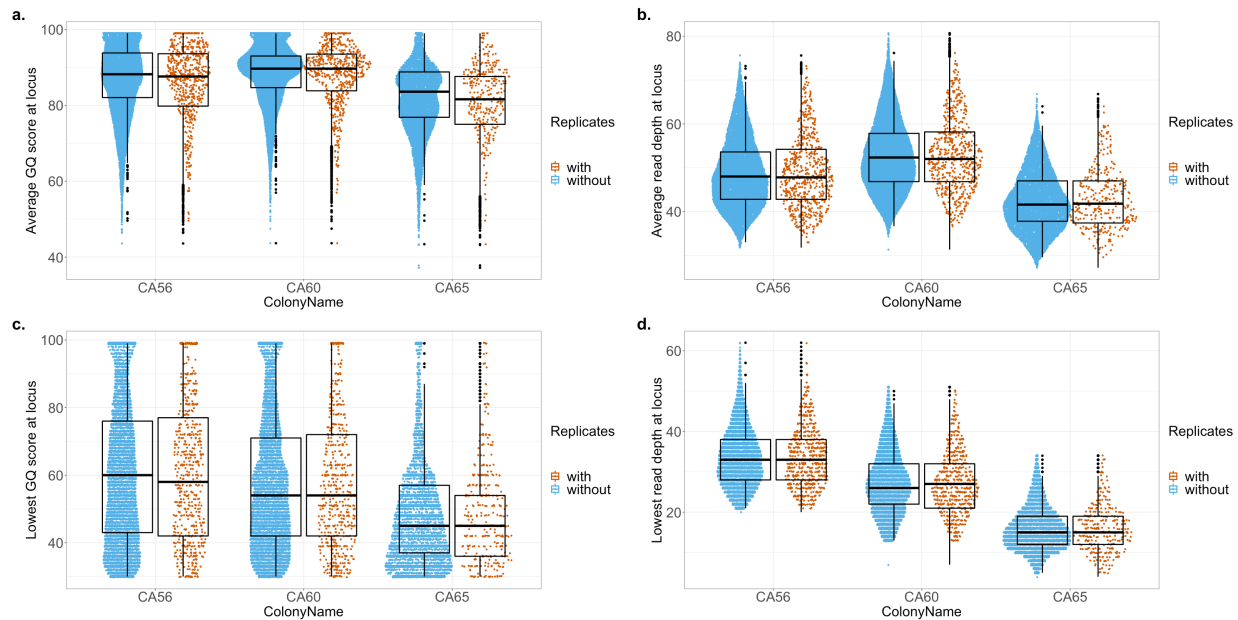 a.
Average GQ score at locus
100
80
60
40
CA56
CA60
CA65
ColonyName
Replicates
with
without
b.
Average read depth at locus
80
60
40
CA56
CA60
CA65
ColonyName
Replicates
with
without
c.
Lowest GQ score at locus
100
80
60
40
CA56
CA60
CA65
ColonyName
Replicates
with
without
d.
Lowest read depth at locus
60
40
20
CA56
CA60
CA65
ColonyName
Replicates
with
without